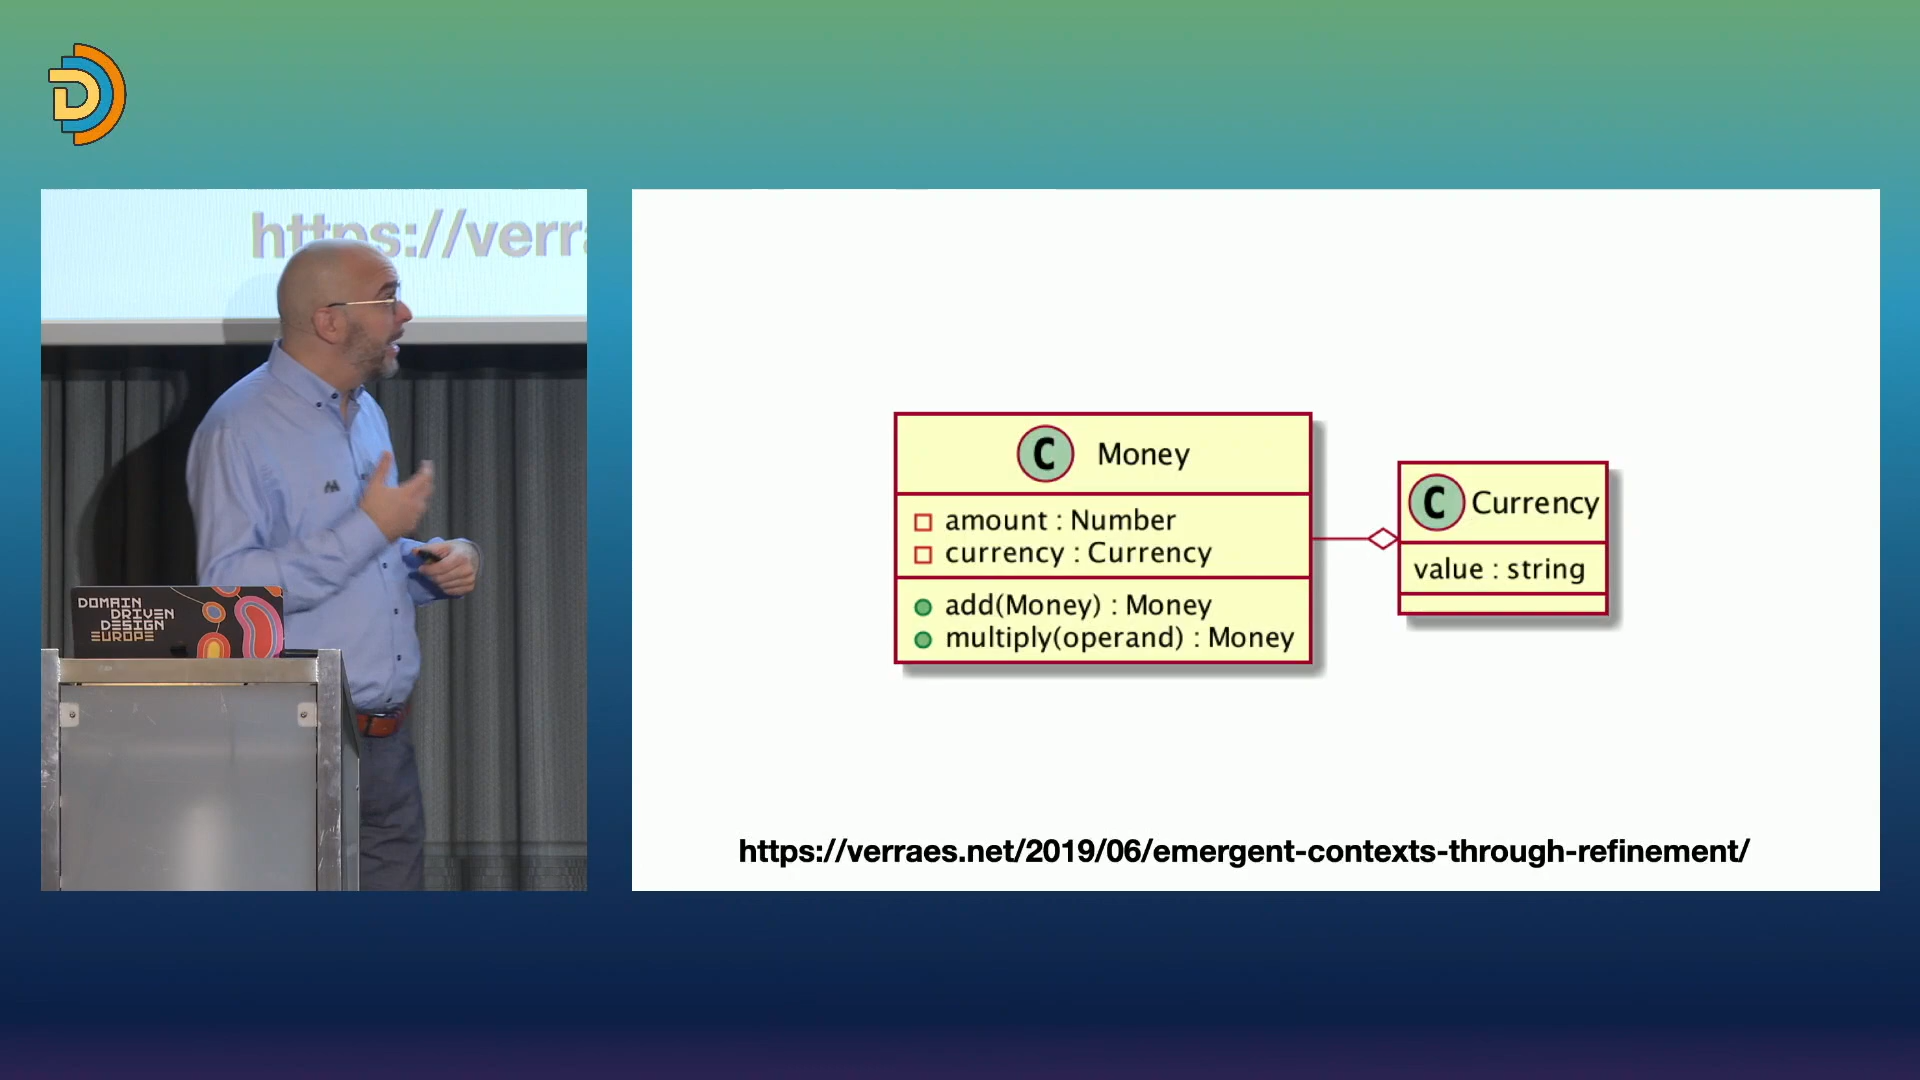 https://verr
DOMAIN
DRIVEN
DESIGN
EUROPE
C Money
amount : Number
currency : Currency
add(Money) : Money
multiply(operand) : Money
C Currency
value : string
https://verraes.net/2019/06/emergent-contexts-through-refinement/